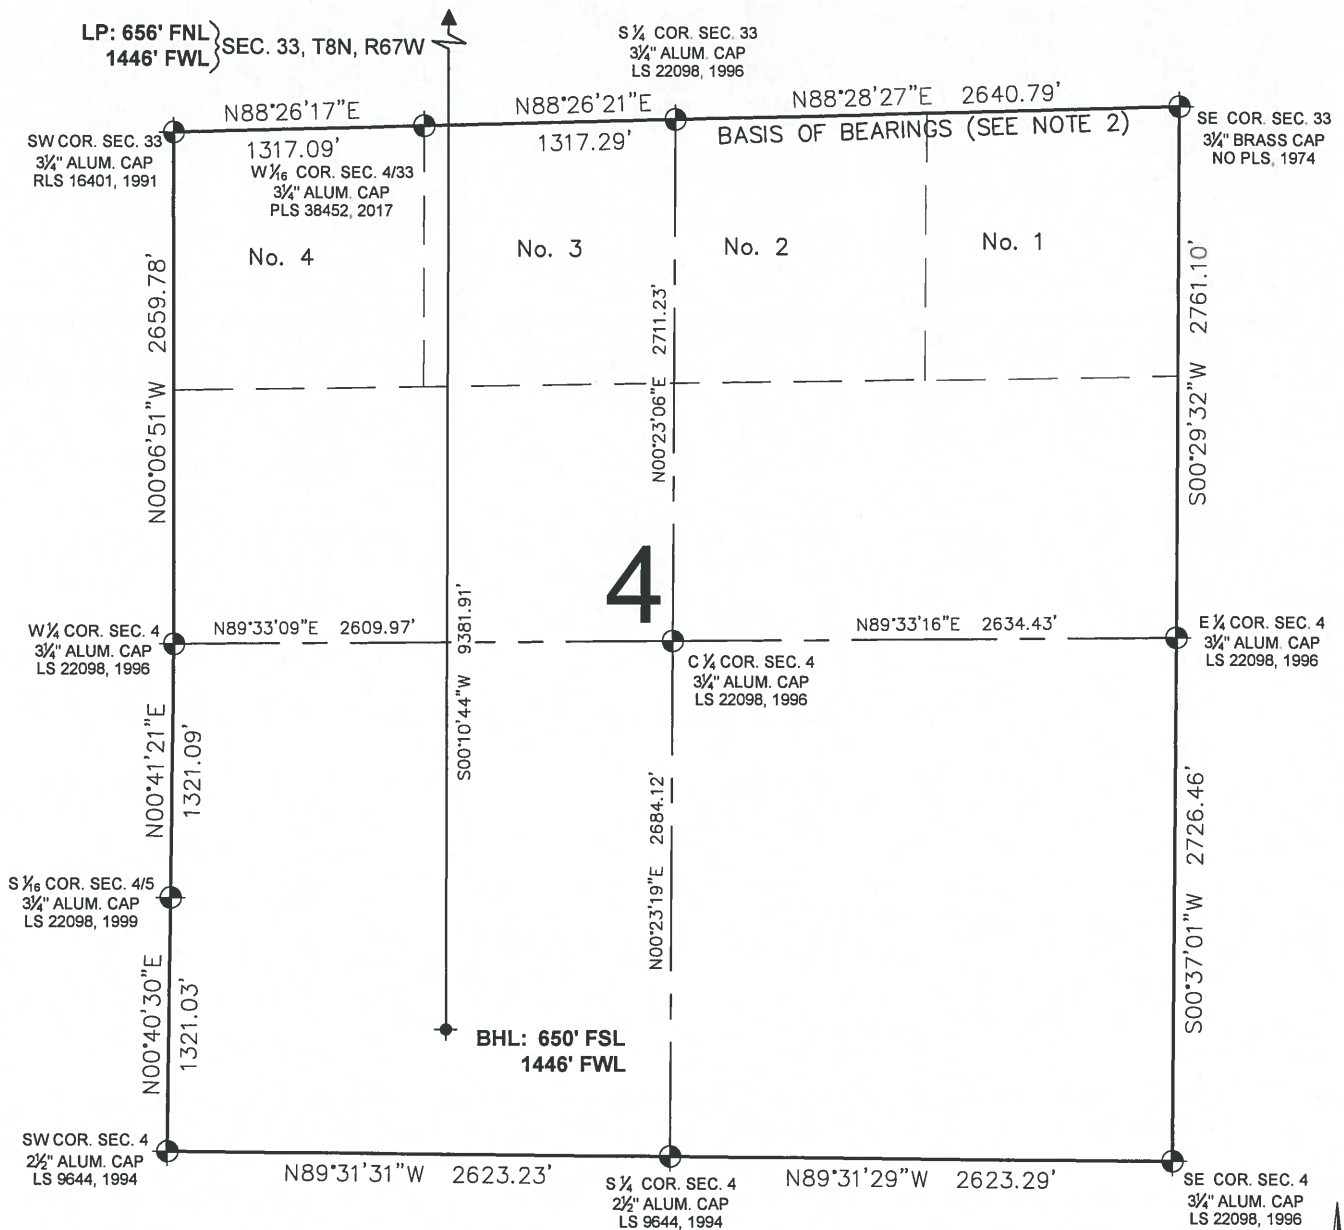 LP: 656' FNL
1446' FWL
SEC. 33, T8N, R67W
S ¼ COR. SEC. 33
3¼" ALUM. CAP
LS 22098, 1996
N88°26'17"E
1317.09'
N88°26'21"E
1317.29'
N88°28'27"E 2640.79'
BASIS OF BEARINGS (SEE NOTE 2)
SW COR. SEC. 33
3¼" ALUM. CAP
RLS 16401, 1991
W 1/16 COR. SEC. 4/33
3¼" ALUM. CAP
PLS 38452, 2017
SE COR. SEC. 33
3¼" BRASS CAP
NO PLS, 1974
No. 4
No. 3
No. 2
No. 1
N00°06'51"W 2659.78'
N00°23'06"E 2711.23'
S00°29'32"W 2761.10'
4
W ¼ COR. SEC. 4
3¼" ALUM. CAP
LS 22098, 1996
N89°33'09"E 2609.97'
S00°10'44"W 9381.91'
N89°33'16"E 2634.43'
C ¼ COR. SEC. 4
3¼" ALUM. CAP
LS 22098, 1996
E ¼ COR. SEC. 4
3¼" ALUM. CAP
LS 22098, 1996
N00°41'21"E
1321.09'
N00°23'19"E 2684.12'
S00°37'01"W 2726.46'
S 1/16 COR. SEC. 4/5
3¼" ALUM. CAP
LS 22098, 1999
N00°40'30"E
1321.03'
BHL: 650' FSL
1446' FWL
SW COR. SEC. 4
2½" ALUM. CAP
LS 9644, 1994
N89°31'31"W 2623.23'
S ¼ COR. SEC. 4
2½" ALUM. CAP
LS 9644, 1994
N89°31'29"W 2623.29'
SE COR. SEC. 4
3¼" ALUM. CAP
LS 22098, 1996